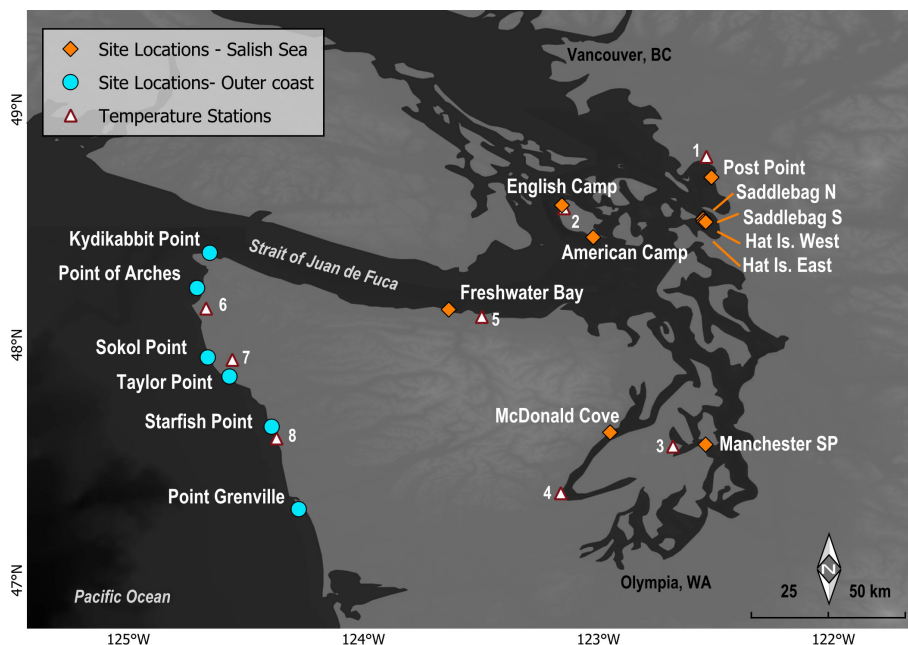 Site Locations - Salish Sea
Site Locations- Outer coast
Temperature Stations
Vancouver, BC
49°N
1
Post Point
English Camp
Saddlebag N
2
Saddlebag S
Kydikabbit Point
Hat Is. West
American Camp
Strait of Juan de Fuca
Hat Is. East
Point of Arches
Freshwater Bay
6
5
48°N
Sokol Point
7
Taylor Point
Starfish Point
McDonald Cove
8
3
Manchester SP
4
Point Grenville
47°N
Olympia, WA
N
Pacific Ocean
25 50 km
125°W 124°W 123°W 122°W